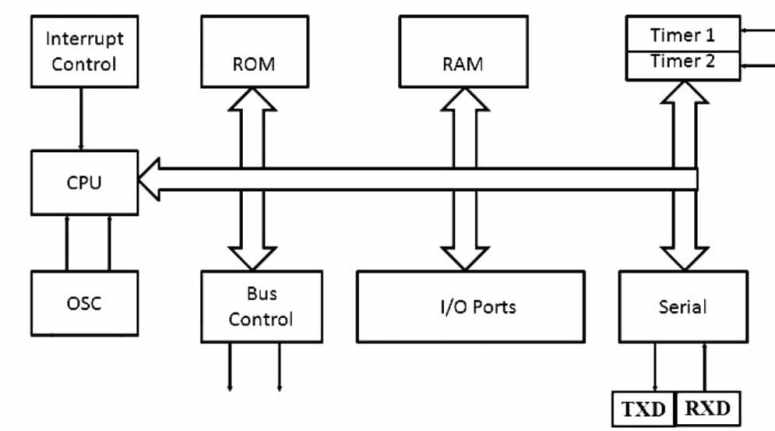 Interrupt
Control
ROM
RAM
Timer 1
Timer 2
CPU
OSC
Bus
Control
I/O Ports
Serial
TXD
RXD